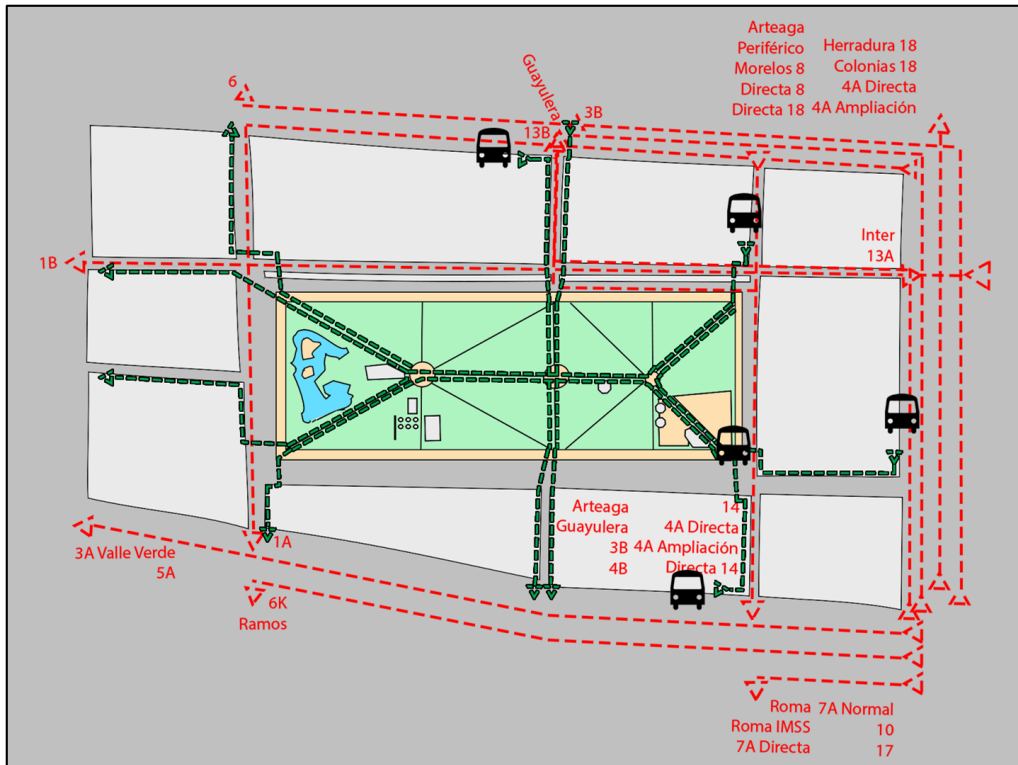 Arteaga
Periférico
Morelos 8
Directa 8
Directa 18
Herradura 18
Colonias 18
4A Directa
4A Ampliación
6
Guayulera
13B
3B
1B
Inter
13A
Arteaga
Guayulera
3B
4B
14
4A Directa
4A Ampliación
Directa 14
1A
3A Valle Verde
5A
6K
Ramos
Roma
Roma IMSS
7A Directa
7A Normal
10
17